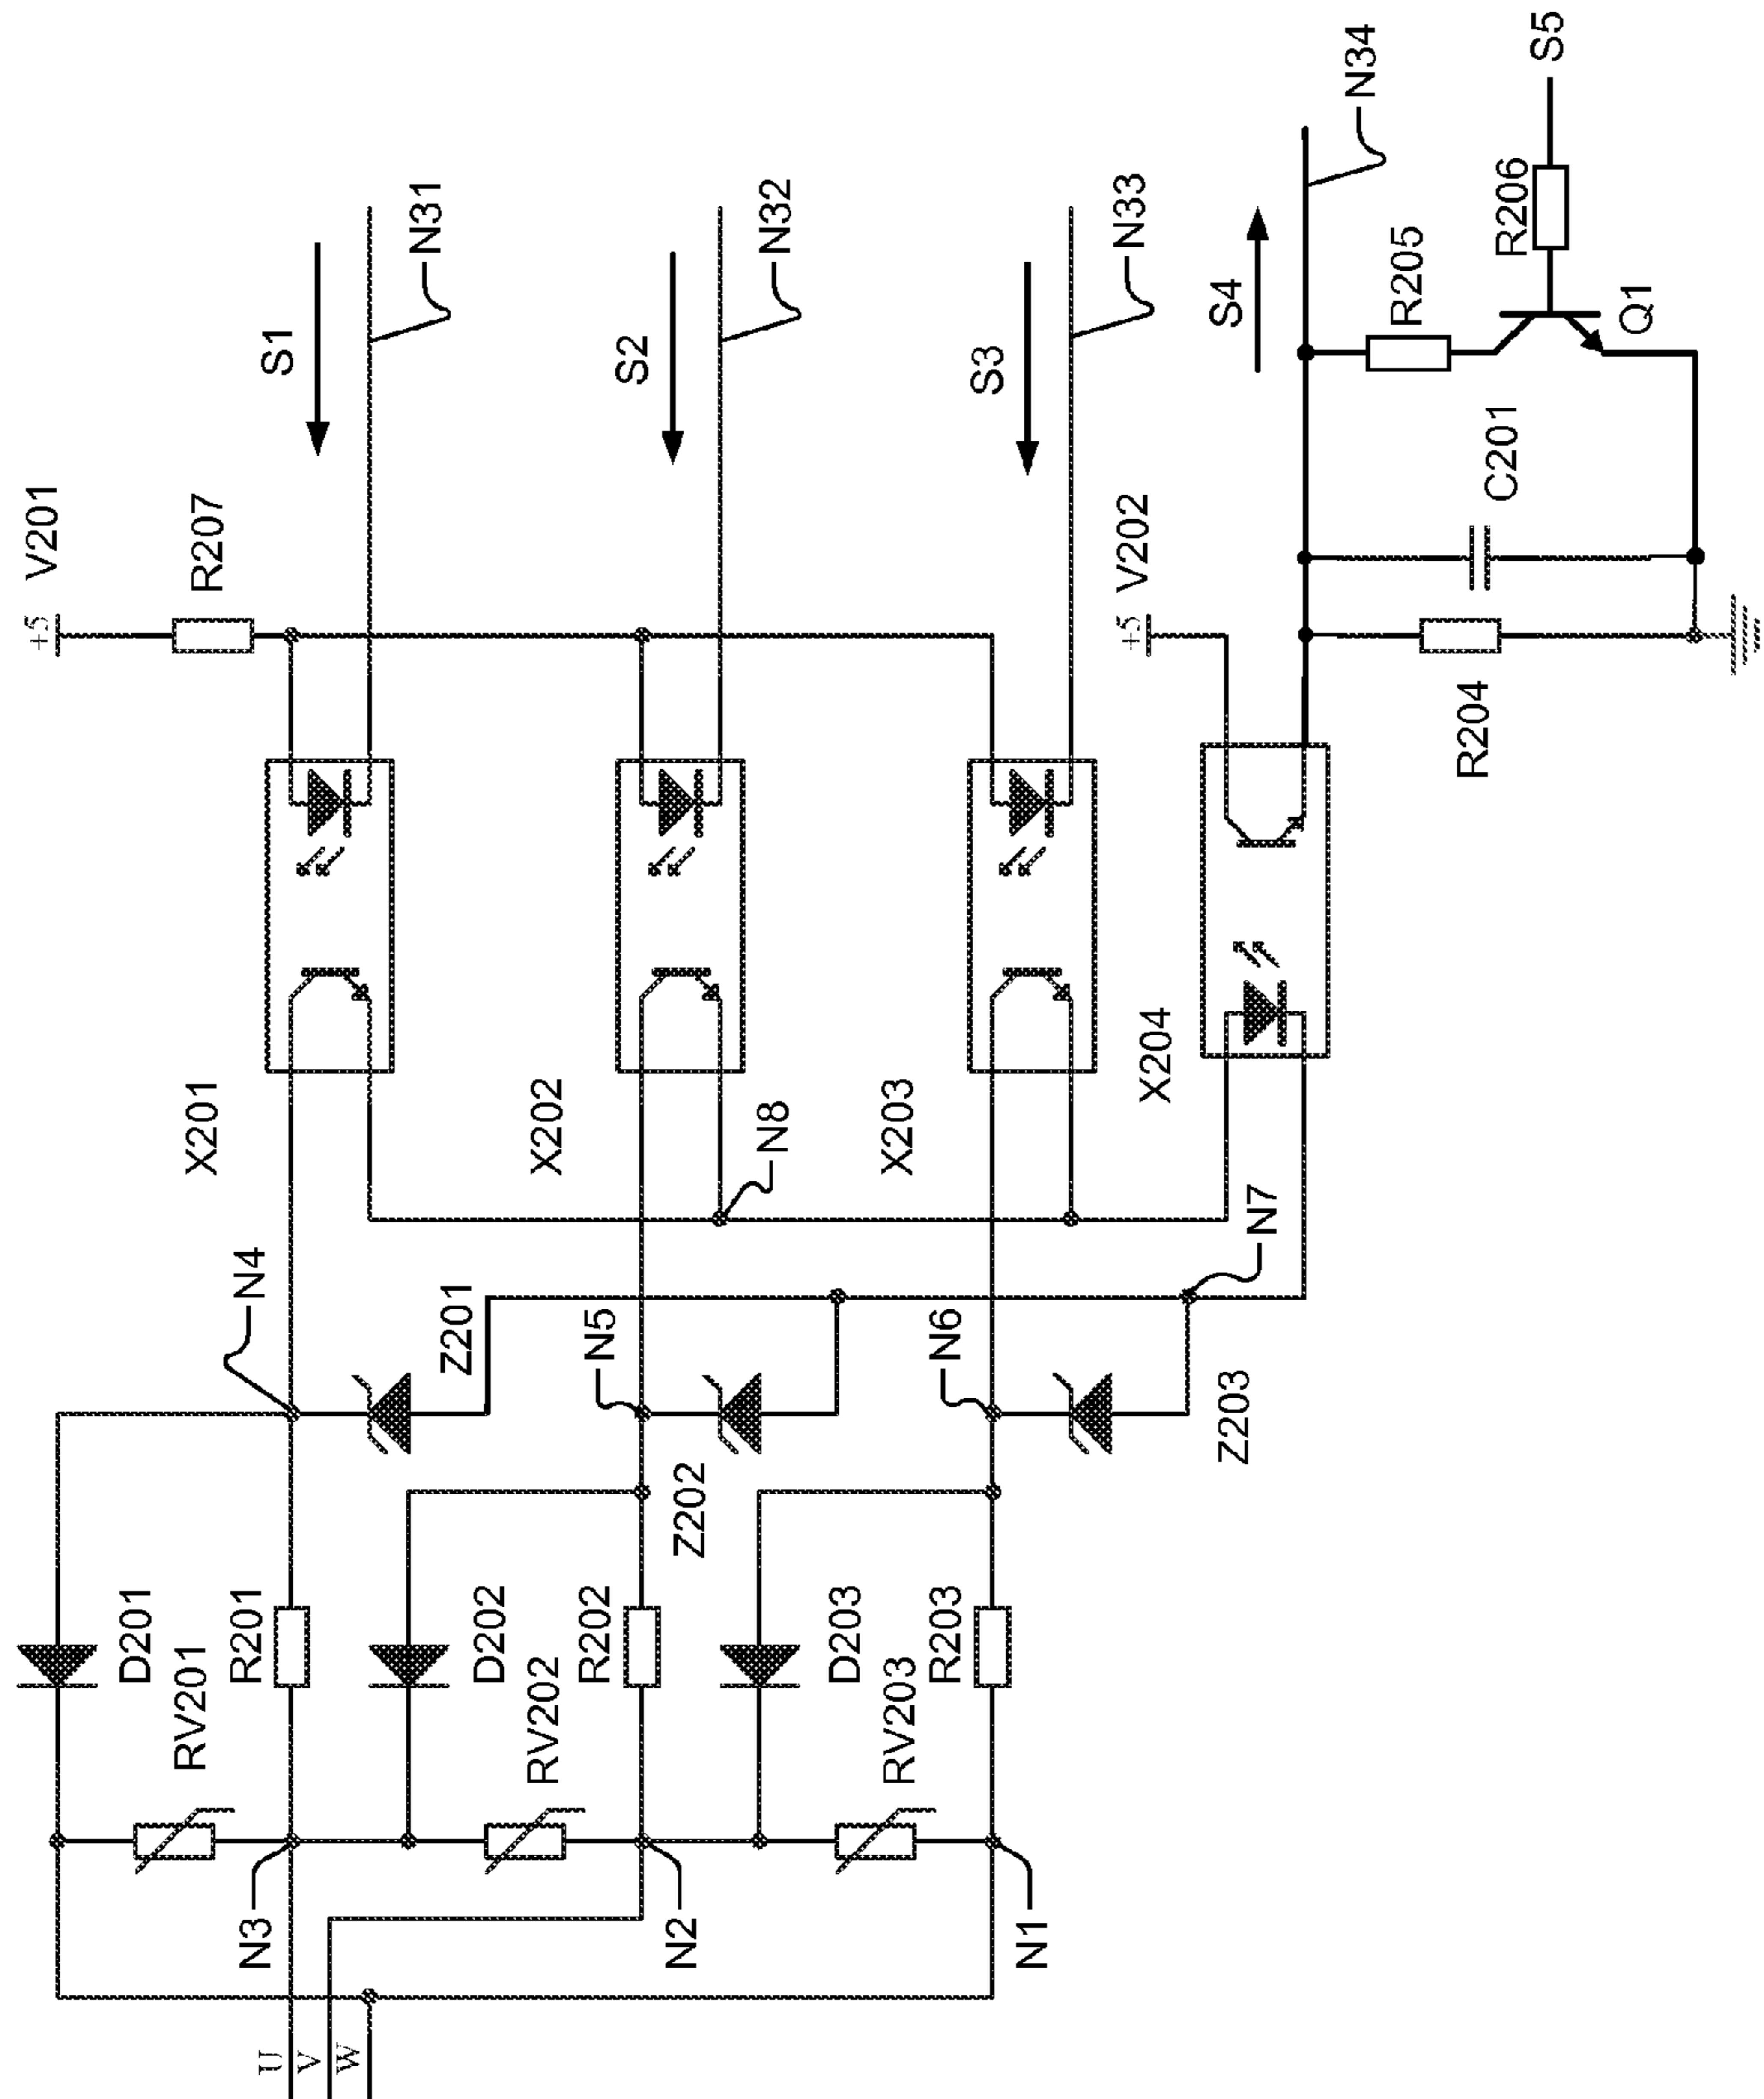 U
V
W
N3
N2
N1
D201
RV201
R201
D202
RV202
R202
D203
RV203
R203
N4
Z201
N5
Z202
N6
Z203
N7
N8
X201
X202
X203
X204
+5
V201
R207
S1
N31
S2
N32
S3
N33
+5
V202
S4
N34
R204
C201
R205
R206
Q1
S5